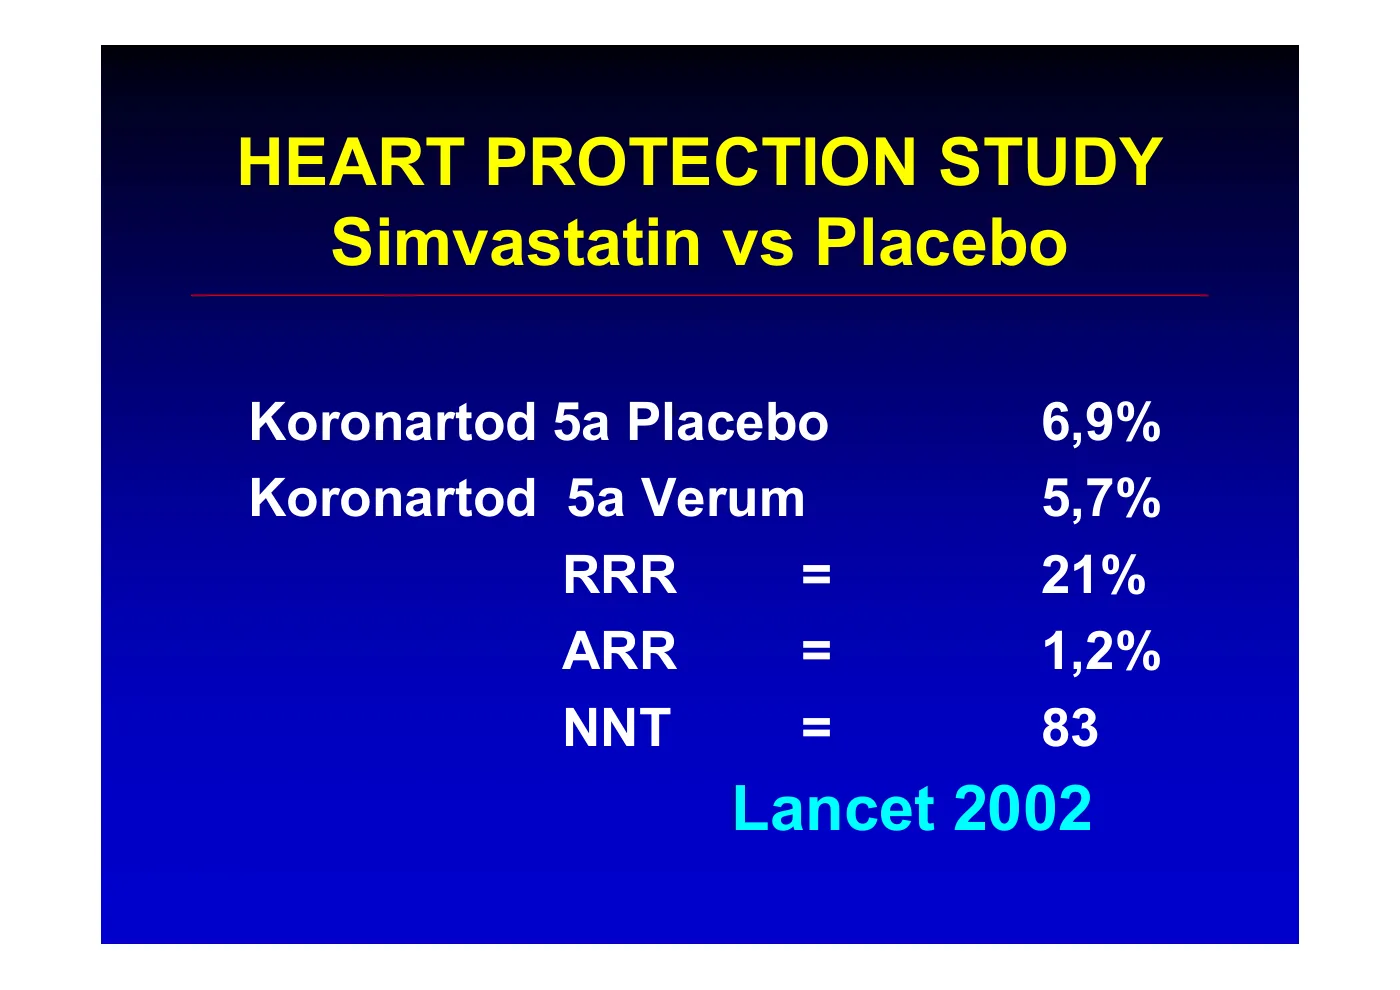 HEART PROTECTION STUDY
Simvastatin vs Placebo
Koronartod 5a Placebo 6,9%
Koronartod 5a Verum 5,7%
RRR = 21%
ARR = 1,2%
NNT = 83
Lancet 2002